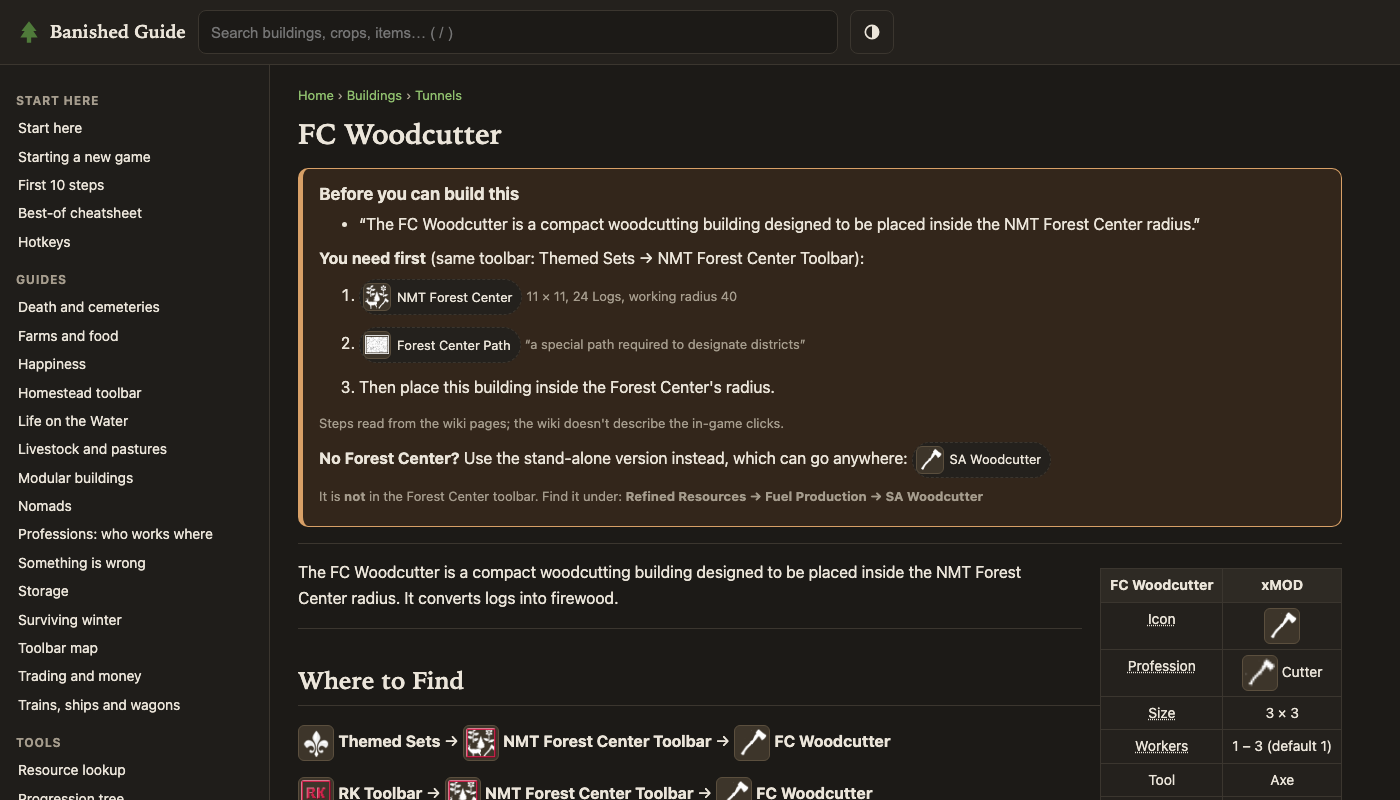 Banished Guide
Search buildings, crops, items… ( / )
START HERE
Start here
Starting a new game
First 10 steps
Best-of cheatsheet
Hotkeys
GUIDES
Death and cemeteries
Farms and food
Happiness
Homestead toolbar
Life on the Water
Livestock and pastures
Modular buildings
Nomads
Professions: who works where
Something is wrong
Storage
Surviving winter
Toolbar map
Trading and money
Trains, ships and wagons
TOOLS
Resource lookup
Progression tree
Home › Buildings › Tunnels
FC Woodcutter
Before you can build this
• “The FC Woodcutter is a compact woodcutting building designed to be placed inside the NMT Forest Center radius.”
You need first (same toolbar: Themed Sets → NMT Forest Center Toolbar):
1. NMT Forest Center 11 × 11, 24 Logs, working radius 40
2. Forest Center Path “a special path required to designate districts”
3. Then place this building inside the Forest Center's radius.
Steps read from the wiki pages; the wiki doesn't describe the in-game clicks.
No Forest Center? Use the stand-alone version instead, which can go anywhere: SA Woodcutter
It is not in the Forest Center toolbar. Find it under: Refined Resources → Fuel Production → SA Woodcutter
The FC Woodcutter is a compact woodcutting building designed to be placed inside the NMT Forest
Center radius. It converts logs into firewood.
Where to Find
Themed Sets → NMT Forest Center Toolbar → FC Woodcutter
RK RK Toolbar → NMT Forest Center Toolbar → FC Woodcutter
FC Woodcutter xMOD
Icon
Profession Cutter
Size 3 × 3
Workers 1 – 3 (default 1)
Tool Axe